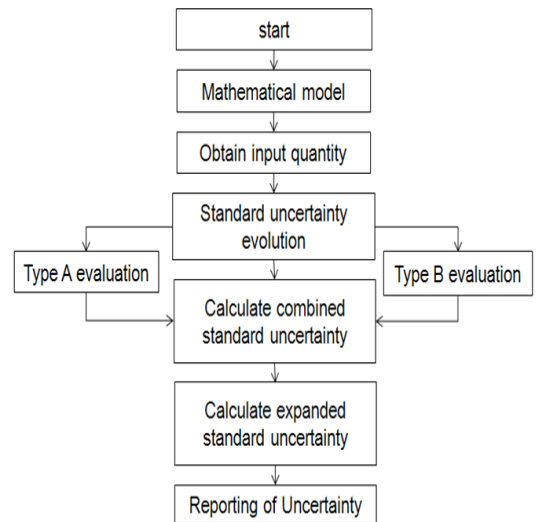 start
Mathematical model
Obtain input quantity
Standard uncertainty
evolution
Type A evaluation
Type B evaluation
Calculate combined
standard uncertainty
Calculate expanded
standard uncertainty
Reporting of Uncertainty